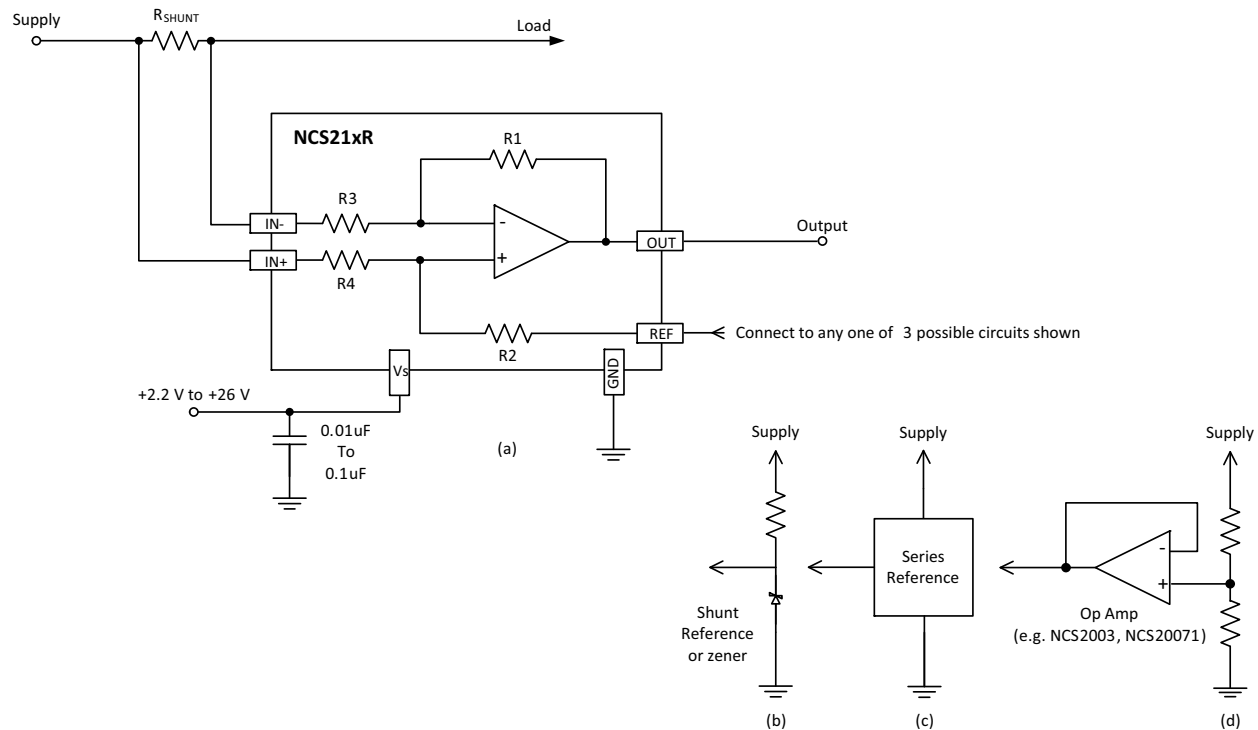 Supply
RSHUNT
Load
NCS21xR
R1
R3
IN-
-
Output
OUT
IN+
+
R4
REF
Connect to any one of 3 possible circuits shown
R2
Vs
GND
+2.2 V to +26 V
0.01uF
To
0.1uF
(a)
Supply
Supply
Supply
Series
Reference
-
+
Shunt
Reference
or zener
Op Amp
(e.g. NCS2003, NCS20071)
(b)
(c)
(d)